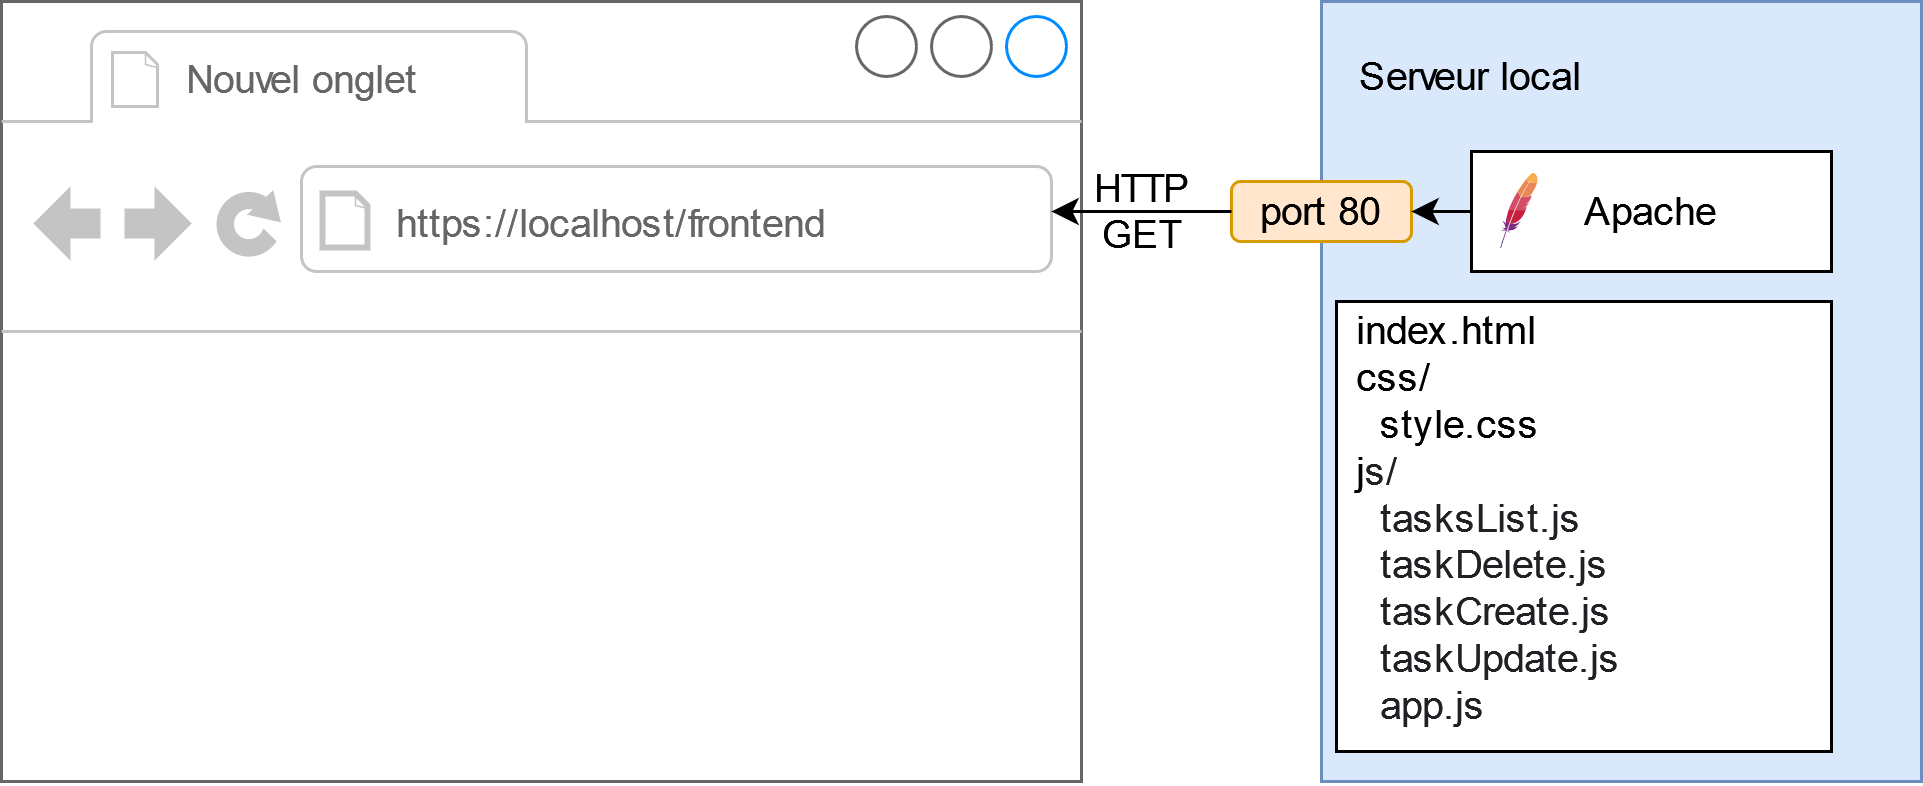 Nouvel onglet
https://localhost/frontend
HTTP
GET
port 80
Serveur local
Apache
index.html
css/
style.css
js/
tasksList.js
taskDelete.js
taskCreate.js
taskUpdate.js
app.js